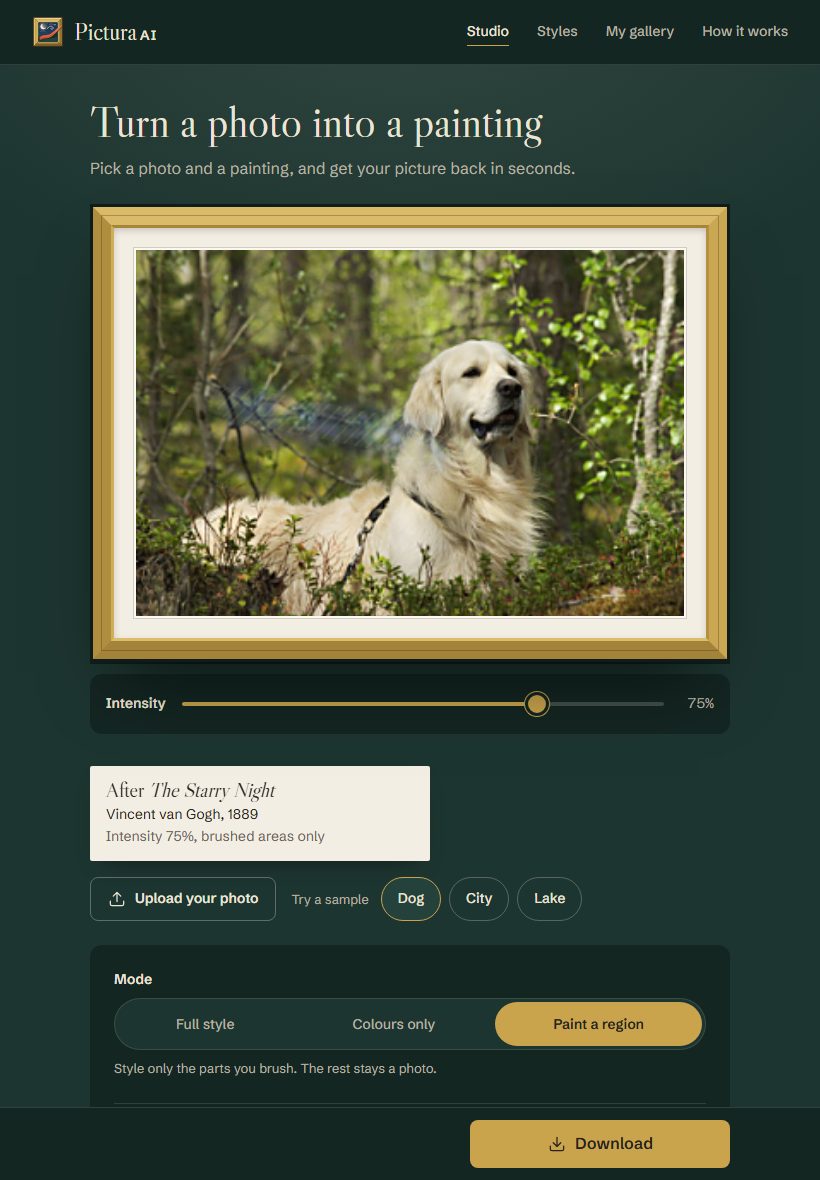 Pictura AI
Studio
Styles
My gallery
How it works
Turn a photo into a painting
Pick a photo and a painting, and get your picture back in seconds.
Intensity
75%
After The Starry Night
Vincent van Gogh, 1889
Intensity 75%, brushed areas only
Upload your photo
Try a sample
Dog
City
Lake
Mode
Full style
Colours only
Paint a region
Style only the parts you brush. The rest stays a photo.
Download